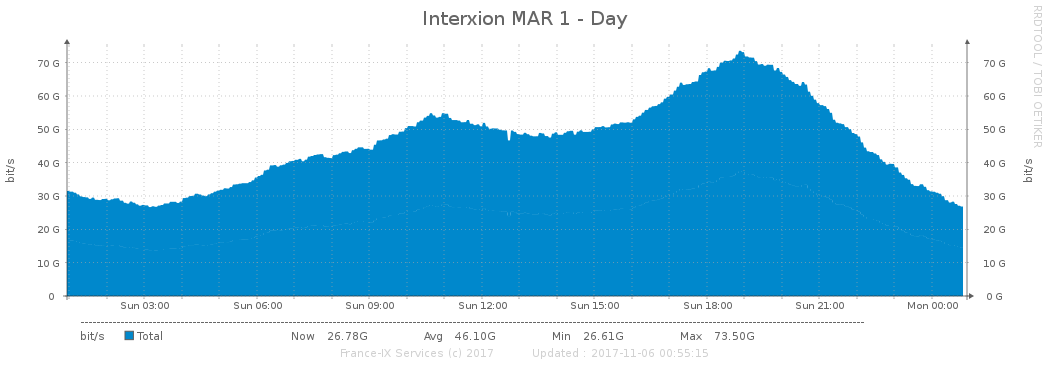 Interxion MAR 1 - Day
RRDTOOL / TOBI OETIKER
bit/s
70 G
60 G
50 G
40 G
30 G
20 G
10 G
0
70 G
60 G
50 G
40 G
30 G
20 G
10 G
0 G
bit/s
Sun 03:00 Sun 06:00 Sun 09:00 Sun 12:00 Sun 15:00 Sun 18:00 Sun 21:00 Mon 00:00
bit/s Total Now 26.78G Avg 46.10G Min 26.61G Max 73.50G
France-IX Services (c) 2017 Updated : 2017-11-06 00:55:15